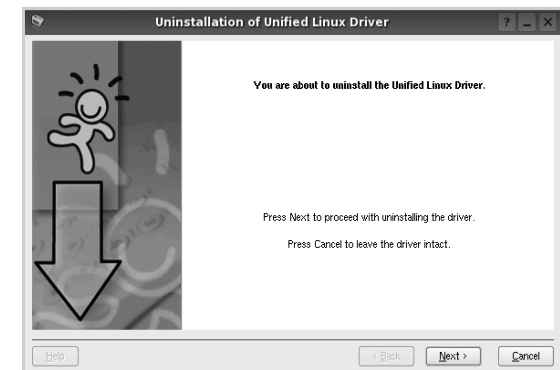 Uninstallation of Unified Linux Driver
You are about to uninstall the Unified Linux Driver.
Press Next to proceed with uninstalling the driver.
Press Cancel to leave the driver intact.
Help
< Back
Next >
Cancel